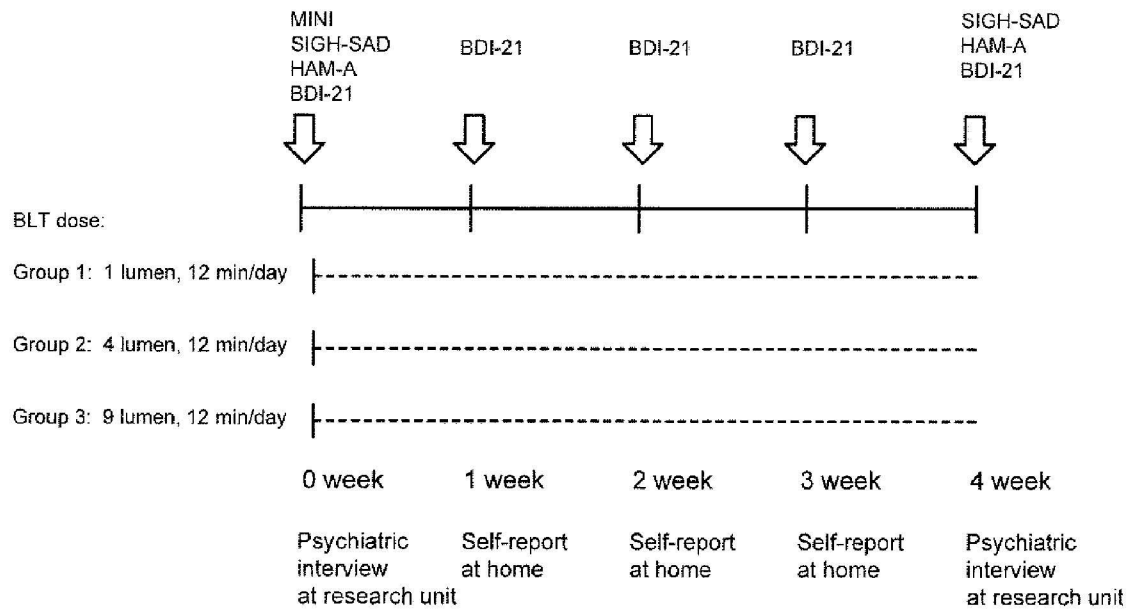 MINI
SIGH-SAD
HAM-A
BDI-21
BDI-21
BDI-21
BDI-21
SIGH-SAD
HAM-A
BDI-21
BLT dose:
Group 1: 1 lumen, 12 min/day
Group 2: 4 lumen, 12 min/day
Group 3: 9 lumen, 12 min/day
0 week
1 week
2 week
3 week
4 week
Psychiatric
interview
at research unit
Self-report
at home
Self-report
at home
Self-report
at home
Psychiatric
interview
at research unit